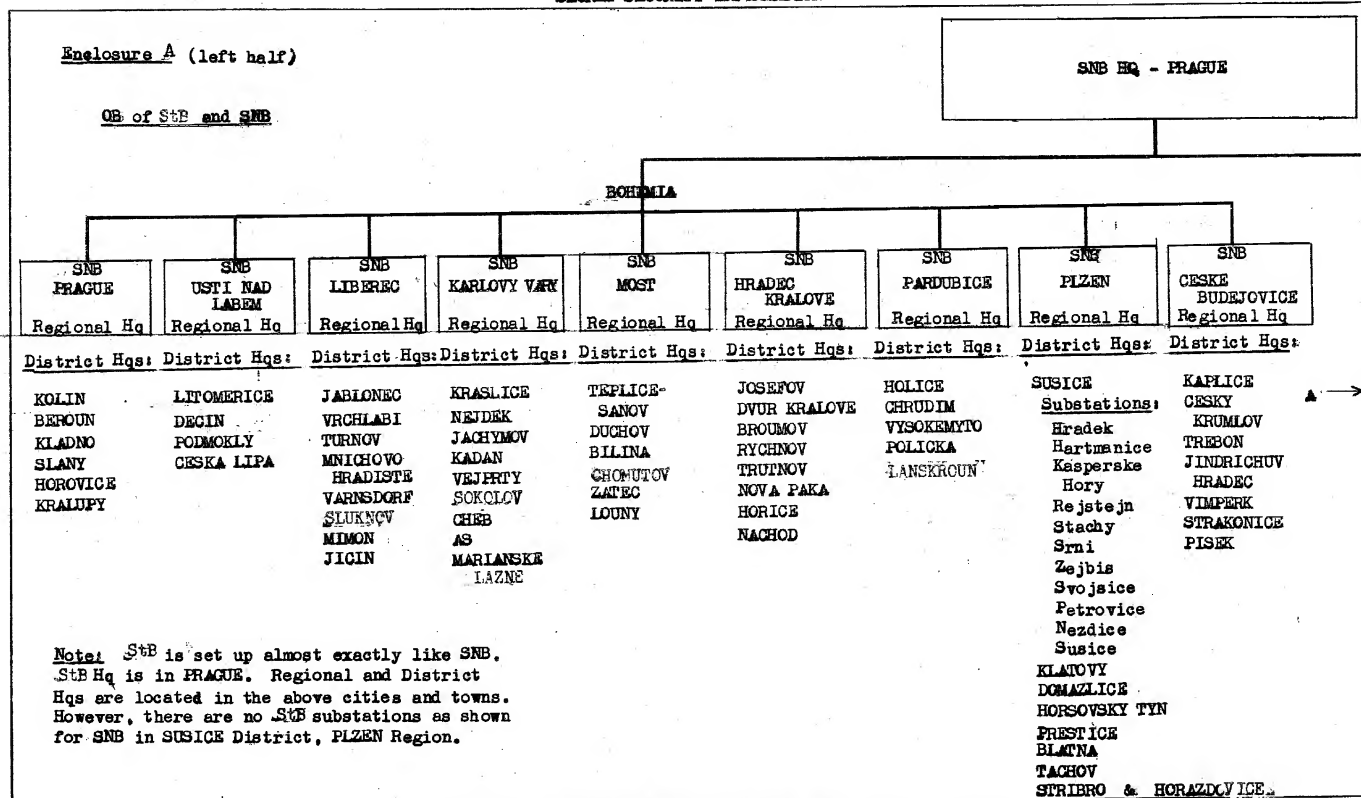 Enclosure A (left half)
OB of StB and SNB
SNB HQ - PRAGUE
BOHEMIA
SNB
PRAGUE
Regional Hq
District Hqs:
KOLIN
BEROUN
KLADNO
SLANY
HOROVICE
KRALUPY
SNB
USTI NAD
LABEM
Regional Hq
District Hqs:
LITOMERICE
DECIN
PODMOKLY
CESKA LIPA
SNB
LIBEREC
Regional Hq
District Hqs:
JABLONEC
VRCHLABI
TURNOV
MNICHOVO
HRADISTE
VARNSDORF
SLUKNOV
MIMON
JICIN
SNB
KARLOVY VARY
Regional Hq
District Hqs:
KRASLICE
NEJDEK
JACHYMOV
KADAN
VEJPRTY
SOKOLOV
CHEB
AS
MARIANSKE
LAZNE
SNB
MOST
Regional Hq
District Hqs:
TEPLICE-
SANOV
DUCHOV
BILINA
CHOMUTOV
ZATEC
LOUNY
SNB
HRADEC
KRALOVE
Regional Hq
District Hqs:
JOSEFOV
DVUR KRALOVE
BROUMOV
RYCHNOV
TRUTNOV
NOVA PAKA
HORICE
NACHOD
SNB
PARDUBICE
Regional Hq
District Hqs:
HOLICE
CHRUDIM
VYSOKEMYTO
POLICKA
LANSKROUN
SNB
PLZEN
Regional Hq
District Hqs:
SUSICE
Substations:
Hradek
Hartmanice
Kasperske
Hory
Rejstejn
Stachy
Srni
Zejbis
Svojsice
Petrovice
Nezdice
Susice
KLATOVY
DOMAZLICE
HORSOVSKY TYN
PRESTICE
BLATNA
TACHOV
STRIBRO & HORAZDOVICE
SNB
CESKE
BUDEJOVICE
Regional Hq
District Hqs:
KAPLICE
CESKY
KRUMLOV
TREBON
JINDRICHUV
HRADEC
VIMPERK
STRAKONICE
PISEK
A
Note: StB is set up almost exactly like SNB.
StB Hq is in PRAGUE. Regional and District
Hqs are located in the above cities and towns.
However, there are no StB substations as shown
for SNB in SUSICE District, PLZEN Region.